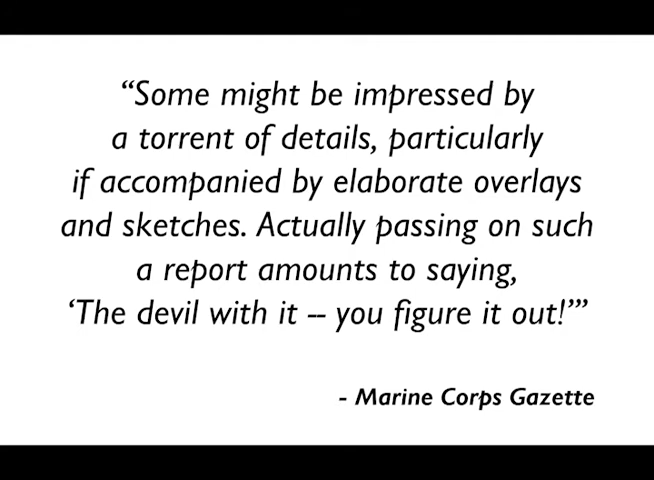 “Some might be impressed by
a torrent of details, particularly
if accompanied by elaborate overlays
and sketches. Actually passing on such
a report amounts to saying,
‘The devil with it -- you figure it out!’”
- Marine Corps Gazette